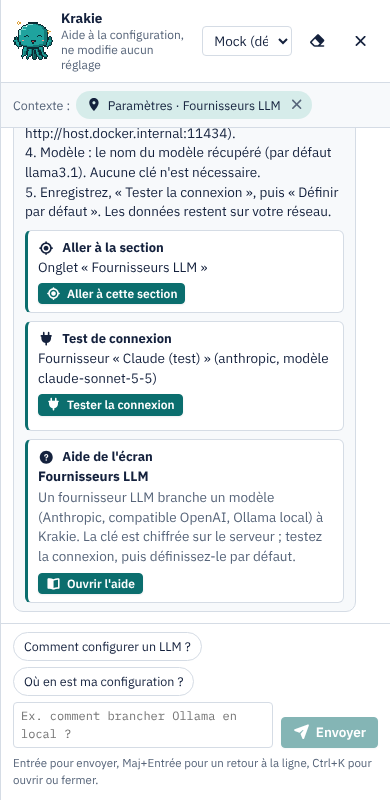 Krakie
Aide à la configuration,
ne modifie aucun
réglage
Mock (dé
Contexte :
Paramètres · Fournisseurs LLM
http://host.docker.internal:11434).
4. Modèle : le nom du modèle récupéré (par défaut
llama3.1). Aucune clé n'est nécessaire.
5. Enregistrez, « Tester la connexion », puis « Définir
par défaut ». Les données restent sur votre réseau.
Aller à la section
Onglet « Fournisseurs LLM »
Aller à cette section
Test de connexion
Fournisseur « Claude (test) » (anthropic, modèle
claude-sonnet-5-5)
Tester la connexion
Aide de l'écran
Fournisseurs LLM
Un fournisseur LLM branche un modèle
(Anthropic, compatible OpenAI, Ollama local) à
Krakie. La clé est chiffrée sur le serveur ; testez
la connexion, puis définissez-le par défaut.
Ouvrir l'aide
Comment configurer un LLM ?
Où en est ma configuration ?
Ex. comment brancher Ollama en
local ?
Envoyer
Entrée pour envoyer, Maj+Entrée pour un retour à la ligne, Ctrl+K pour
ouvrir ou fermer.